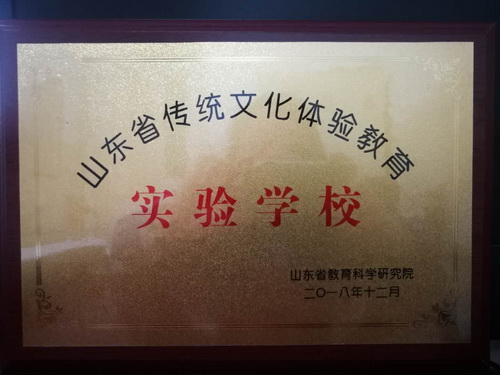 山东省传统文化体验教育
实验学校
山东省教育科学研究院
二〇一八年十二月